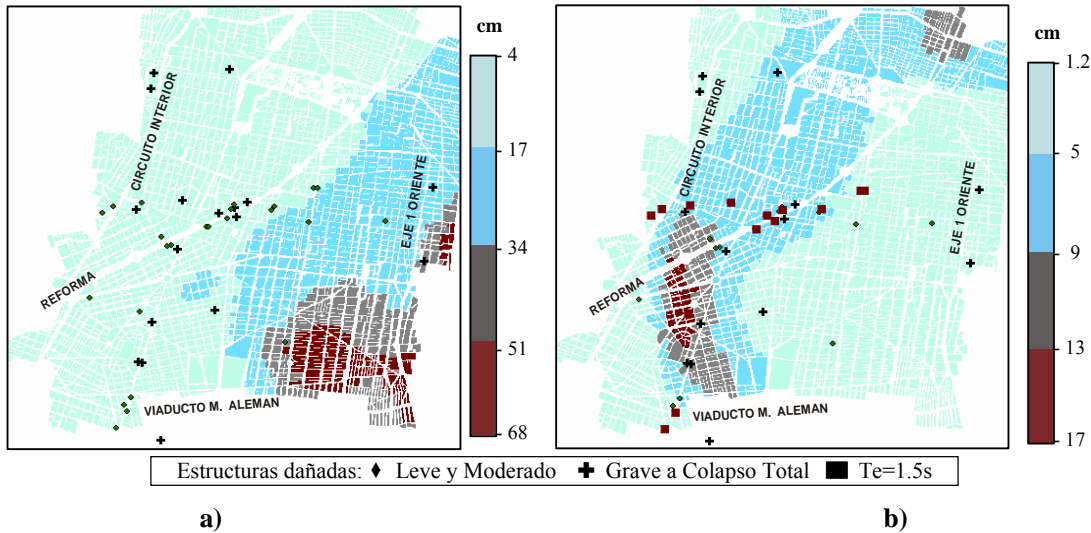 cm
4
17
34
51
68
CIRCUITO INTERIOR
EJE 1 ORIENTE
REFORMA
VIADUCTO M. ALEMAN
cm
1.2
5
9
13
17
CIRCUITO INTERIOR
EJE 1 ORIENTE
REFORMA
VIADUCTO M. ALEMAN
Estructuras dañadas: Leve y Moderado Grave a Colapso Total Te=1.5s
a) b)